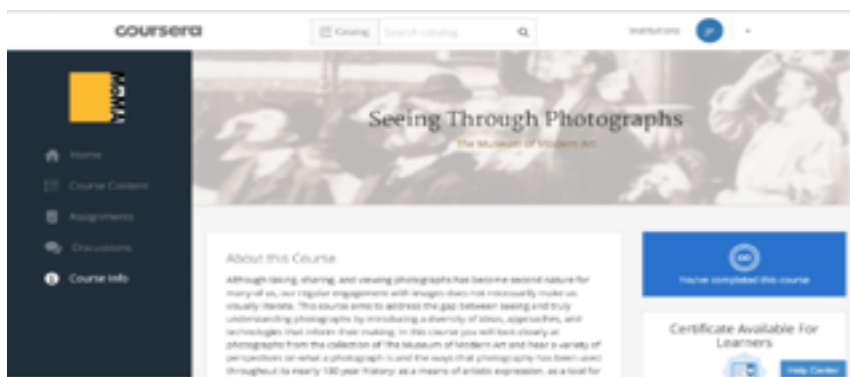 coursera
Catalog Search catalog
Institutions
MoMA
Seeing Through Photographs
The Museum of Modern Art
Home
Course Content
Assignments
Discussions
Course Info
About this Course
Although taking, sharing, and viewing photographs has become second nature for
many of us, our regular engagement with images does not necessarily make us
visually literate. This course aims to address the gap between seeing and truly
understanding photographs by introducing a diversity of ideas, approaches, and
technologies that inform their making. In this course you will look closely at
photographs from the collection of The Museum of Modern Art and hear a variety of
perspectives on what a photograph is and the ways that photography has been used
throughout its nearly 180 year history: as a means of artistic expression, as a tool for
You've completed this course
Certificate Available For
Learners
Help Center